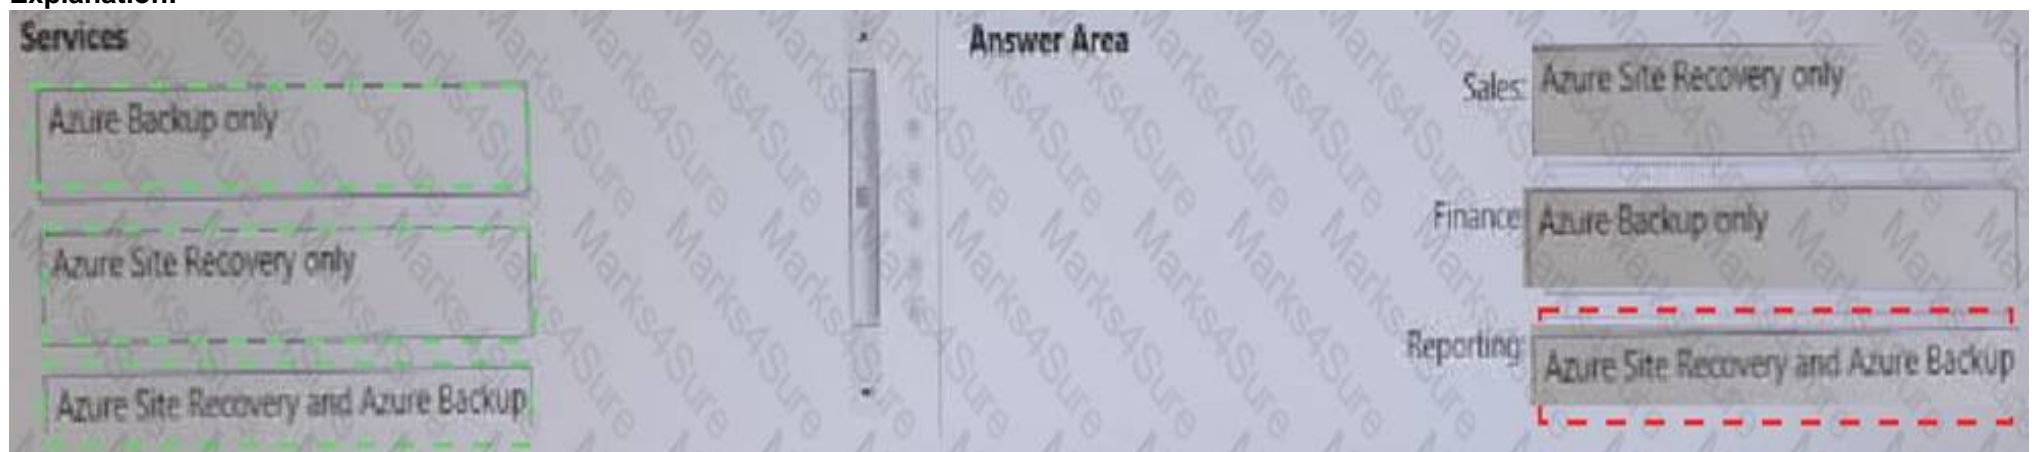 Explanation:
Services
Azure Backup only
Azure Site Recovery only
Azure Site Recovery and Azure Backup
Answer Area
Sales: Azure Site Recovery only
Finance: Azure Backup only
Reporting: Azure Site Recovery and Azure Backup
Marks4Sure